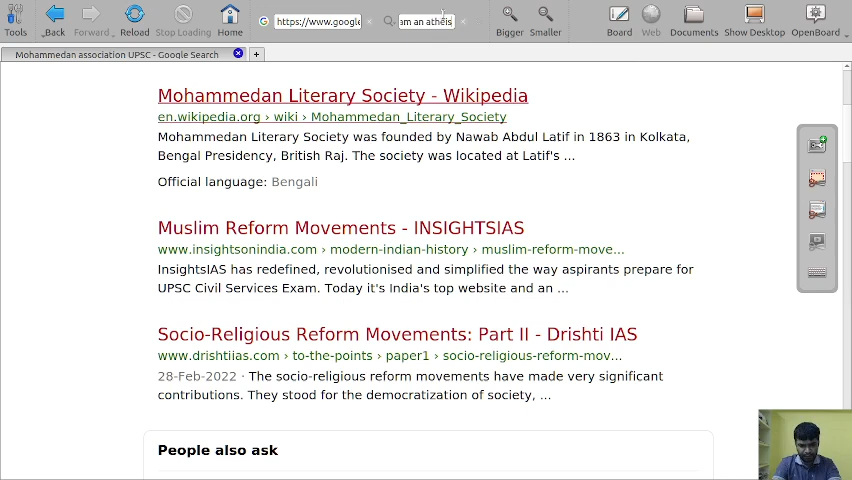 Tools
Back
Forward
Reload
Stop Loading
Home
https://www.google
am an atheis
Bigger
Smaller
Board
Web
Documents
Show Desktop
OpenBoard
Mohammedan association UPSC - Google Search
Mohammedan Literary Society - Wikipedia
en.wikipedia.org › wiki › Mohammedan_Literary_Society
Mohammedan Literary Society was founded by Nawab Abdul Latif in 1863 in Kolkata,
Bengal Presidency, British Raj. The society was located at Latif's ...
Official language: Bengali
Muslim Reform Movements - INSIGHTSIAS
www.insightsonindia.com › modern-indian-history › muslim-reform-move...
InsightsIAS has redefined, revolutionised and simplified the way aspirants prepare for
UPSC Civil Services Exam. Today it's India's top website and an ...
Socio-Religious Reform Movements: Part II - Drishti IAS
www.drishtiias.com › to-the-points › paper1 › socio-religious-reform-mov...
28-Feb-2022 · The socio-religious reform movements have made very significant
contributions. They stood for the democratization of society, ...
People also ask